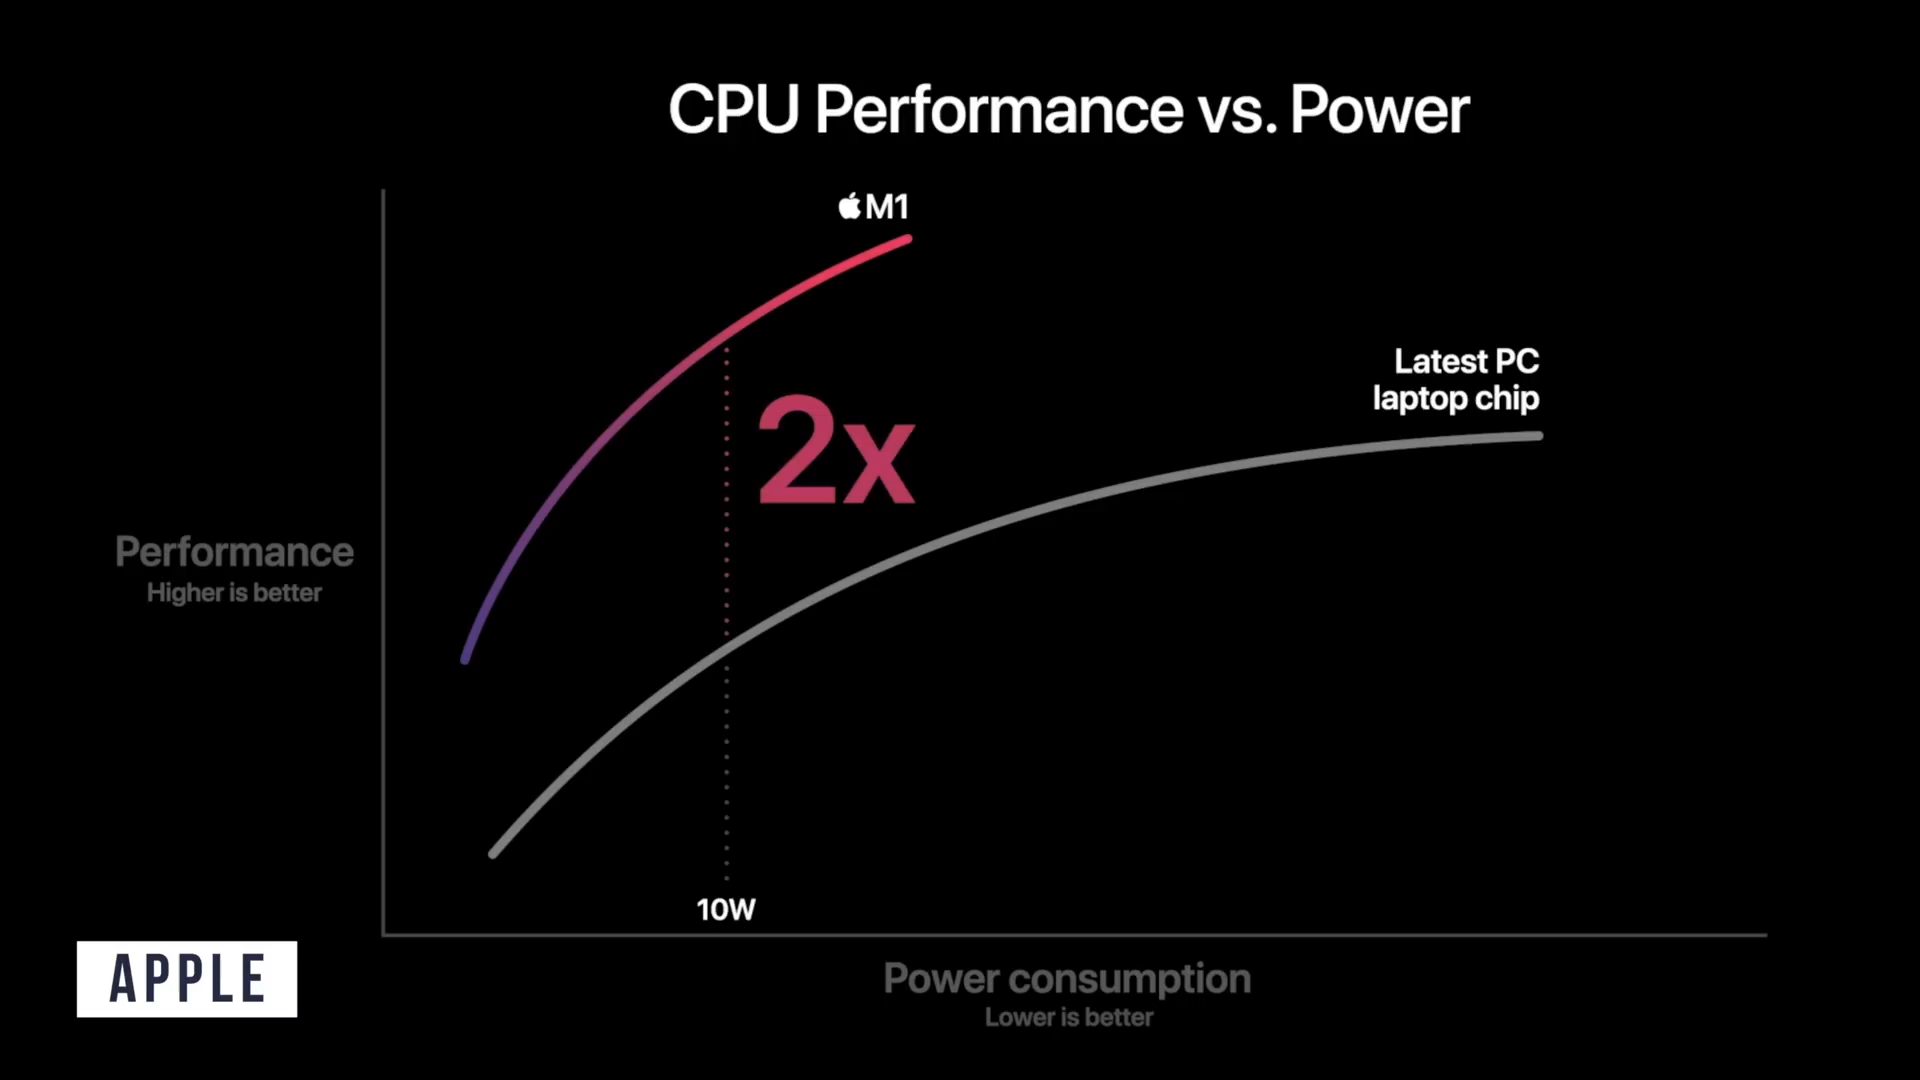 CPU Performance vs. Power
M1
Latest PC
laptop chip
2x
Performance
Higher is better
10W
Power consumption
Lower is better
APPLE